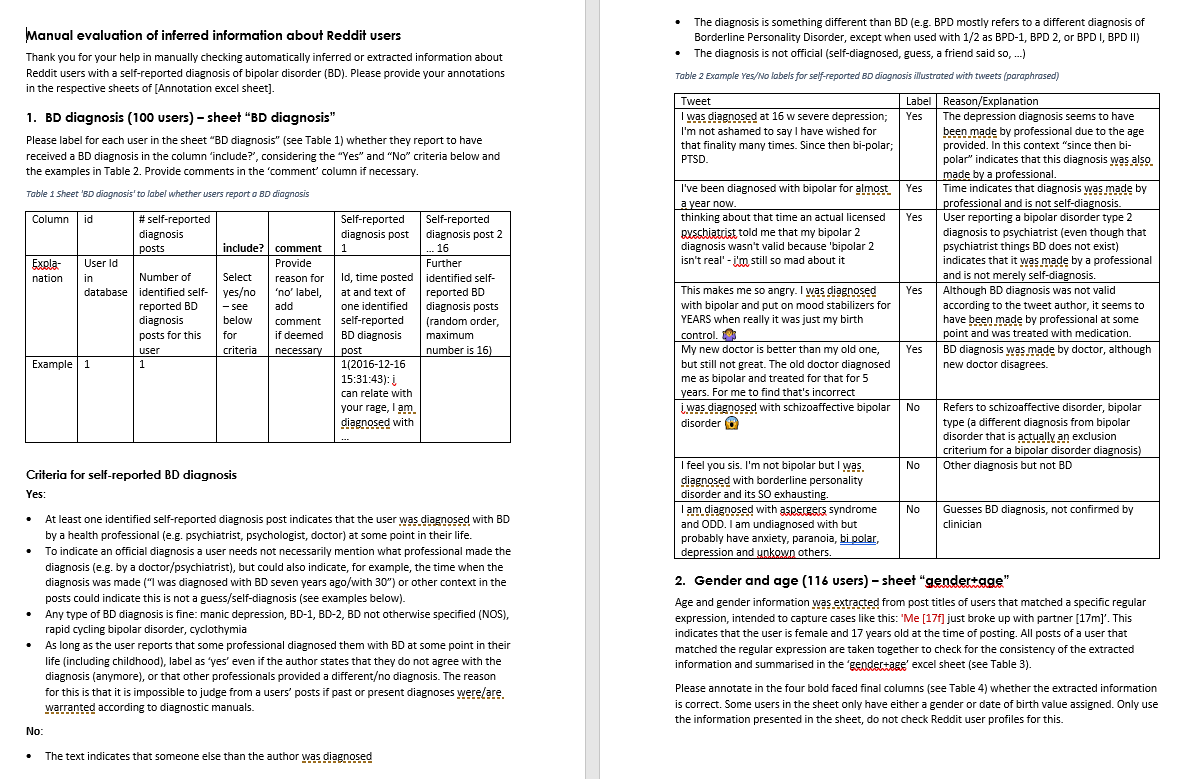 Manual evaluation of inferred information about Reddit users
Thank you for your help in manually checking automatically inferred or extracted information about
Reddit users with a self-reported diagnosis of bipolar disorder (BD). Please provide your annotations
in the respective sheets of [Annotation excel sheet].
1. BD diagnosis (100 users) – sheet “BD diagnosis”
Please label for each user in the sheet “BD diagnosis” (see Table 1) whether they report to have
received a BD diagnosis in the column ‘include?’, considering the “Yes” and “No” criteria below and
the examples in Table 2. Provide comments in the ‘comment’ column if necessary.
Table 1 Sheet ‘BD diagnosis’ to label whether users report a BD diagnosis
Column
id
# self-reported
diagnosis
posts
include?
comment
Self-reported
diagnosis post
1
Self-reported
diagnosis post 2
... 16
Expla-
nation
User Id
in
database
Number of
identified self-
reported BD
diagnosis
posts for this
user
Select
yes/no
– see
below
for
criteria
Provide
reason for
‘no’ label,
add
comment
if deemed
necessary
Id, time posted
at and text of
one identified
self-reported
BD diagnosis
post
Further
identified self-
reported BD
diagnosis posts
(random order,
maximum
number is 16)
Example
1
1
1(2016-12-16
15:31:43): i
can relate with
your rage, I am
diagnosed with
...
Criteria for self-reported BD diagnosis
Yes:
• At least one identified self-reported diagnosis post indicates that the user was diagnosed with BD
by a health professional (e.g. psychiatrist, psychologist, doctor) at some point in their life.
• To indicate an official diagnosis a user needs not necessarily mention what professional made the
diagnosis (e.g. by a doctor/psychiatrist), but could also indicate, for example, the time when the
diagnosis was made (“I was diagnosed with BD seven years ago/with 30”) or other context in the
posts could indicate this is not a guess/self-diagnosis (see examples below).
• Any type of BD diagnosis is fine: manic depression, BD-1, BD-2, BD not otherwise specified (NOS),
rapid cycling bipolar disorder, cyclothymia
• As long as the user reports that some professional diagnosed them with BD at some point in their
life (including childhood), label as ‘yes’ even if the author states that they do not agree with the
diagnosis (anymore), or that other professionals provided a different/no diagnosis. The reason
for this is that it is impossible to judge from a users’ posts if past or present diagnoses were/are
warranted according to diagnostic manuals.
No:
• The text indicates that someone else than the author was diagnosed
• The diagnosis is something different than BD (e.g. BPD mostly refers to a different diagnosis of
Borderline Personality Disorder, except when used with 1/2 as BPD-1, BPD 2, or BPD I, BPD II)
• The diagnosis is not official (self-diagnosed, guess, a friend said so, ...)
Table 2 Example Yes/No labels for self-reported BD diagnosis illustrated with tweets (paraphrased)
Tweet
Label
Reason/Explanation
I was diagnosed at 16 w severe depression;
I'm not ashamed to say I have wished for
that finality many times. Since then bi-polar;
PTSD.
Yes
The depression diagnosis seems to have
been made by professional due to the age
provided. In this context “since then bi-
polar” indicates that this diagnosis was also
made by a professional.
I've been diagnosed with bipolar for almost
a year now.
Yes
Time indicates that diagnosis was made by
professional and is not self-diagnosis.
thinking about that time an actual licensed
pyschiatrist told me that my bipolar 2
diagnosis wasn't valid because 'bipolar 2
isn't real' - i'm still so mad about it
Yes
User reporting a bipolar disorder type 2
diagnosis to psychiatrist (even though that
psychiatrist things BD does not exist)
indicates that it was made by a professional
and is not merely self-diagnosis.
This makes me so angry. I was diagnosed
with bipolar and put on mood stabilizers for
YEARS when really it was just my birth
control. 🤷🏾‍♀️
Yes
Although BD diagnosis was not valid
according to the tweet author, it seems to
have been made by professional at some
point and was treated with medication.
My new doctor is better than my old one,
but still not great. The old doctor diagnosed
me as bipolar and treated for that for 5
years. For me to find that's incorrect
Yes
BD diagnosis was made by doctor, although
new doctor disagrees.
i was diagnosed with schizoaffective bipolar
disorder 😱
No
Refers to schizoaffective disorder, bipolar
type (a different diagnosis from bipolar
disorder that is actually an exclusion
criterium for a bipolar disorder diagnosis)
I feel you sis. I'm not bipolar but I was
diagnosed with borderline personality
disorder and its SO exhausting.
No
Other diagnosis but not BD
I am diagnosed with aspergers syndrome
and ODD. I am undiagnosed with but
probably have anxiety, paranoia, bi polar,
depression and unkown others.
No
Guesses BD diagnosis, not confirmed by
clinician
2. Gender and age (116 users) – sheet “gender+age”
Age and gender information was extracted from post titles of users that matched a specific regular
expression, intended to capture cases like this: ‘Me [17f] just broke up with partner [17m]’. This
indicates that the user is female and 17 years old at the time of posting. All posts of a user that
matched the regular expression are taken together to check for the consistency of the extracted
information and summarised in the ‘gender+age’ excel sheet (see Table 3).
Please annotate in the four bold faced final columns (see Table 4) whether the extracted information
is correct. Some users in the sheet only have either a gender or date of birth value assigned. Only use
the information presented in the sheet, do not check Reddit user profiles for this.